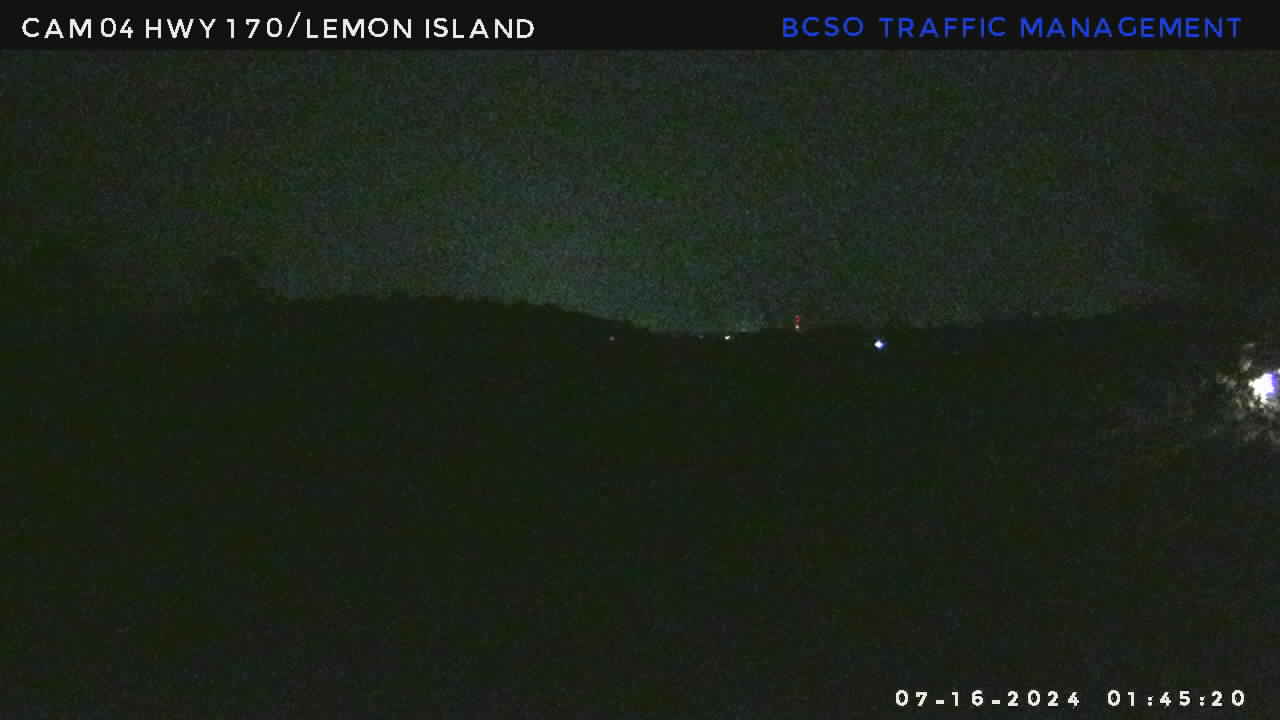 CAM04 HWY 170/LEMON ISLAND
BCSO TRAFFIC MANAGEMENT
07-16-2024 01:45:20